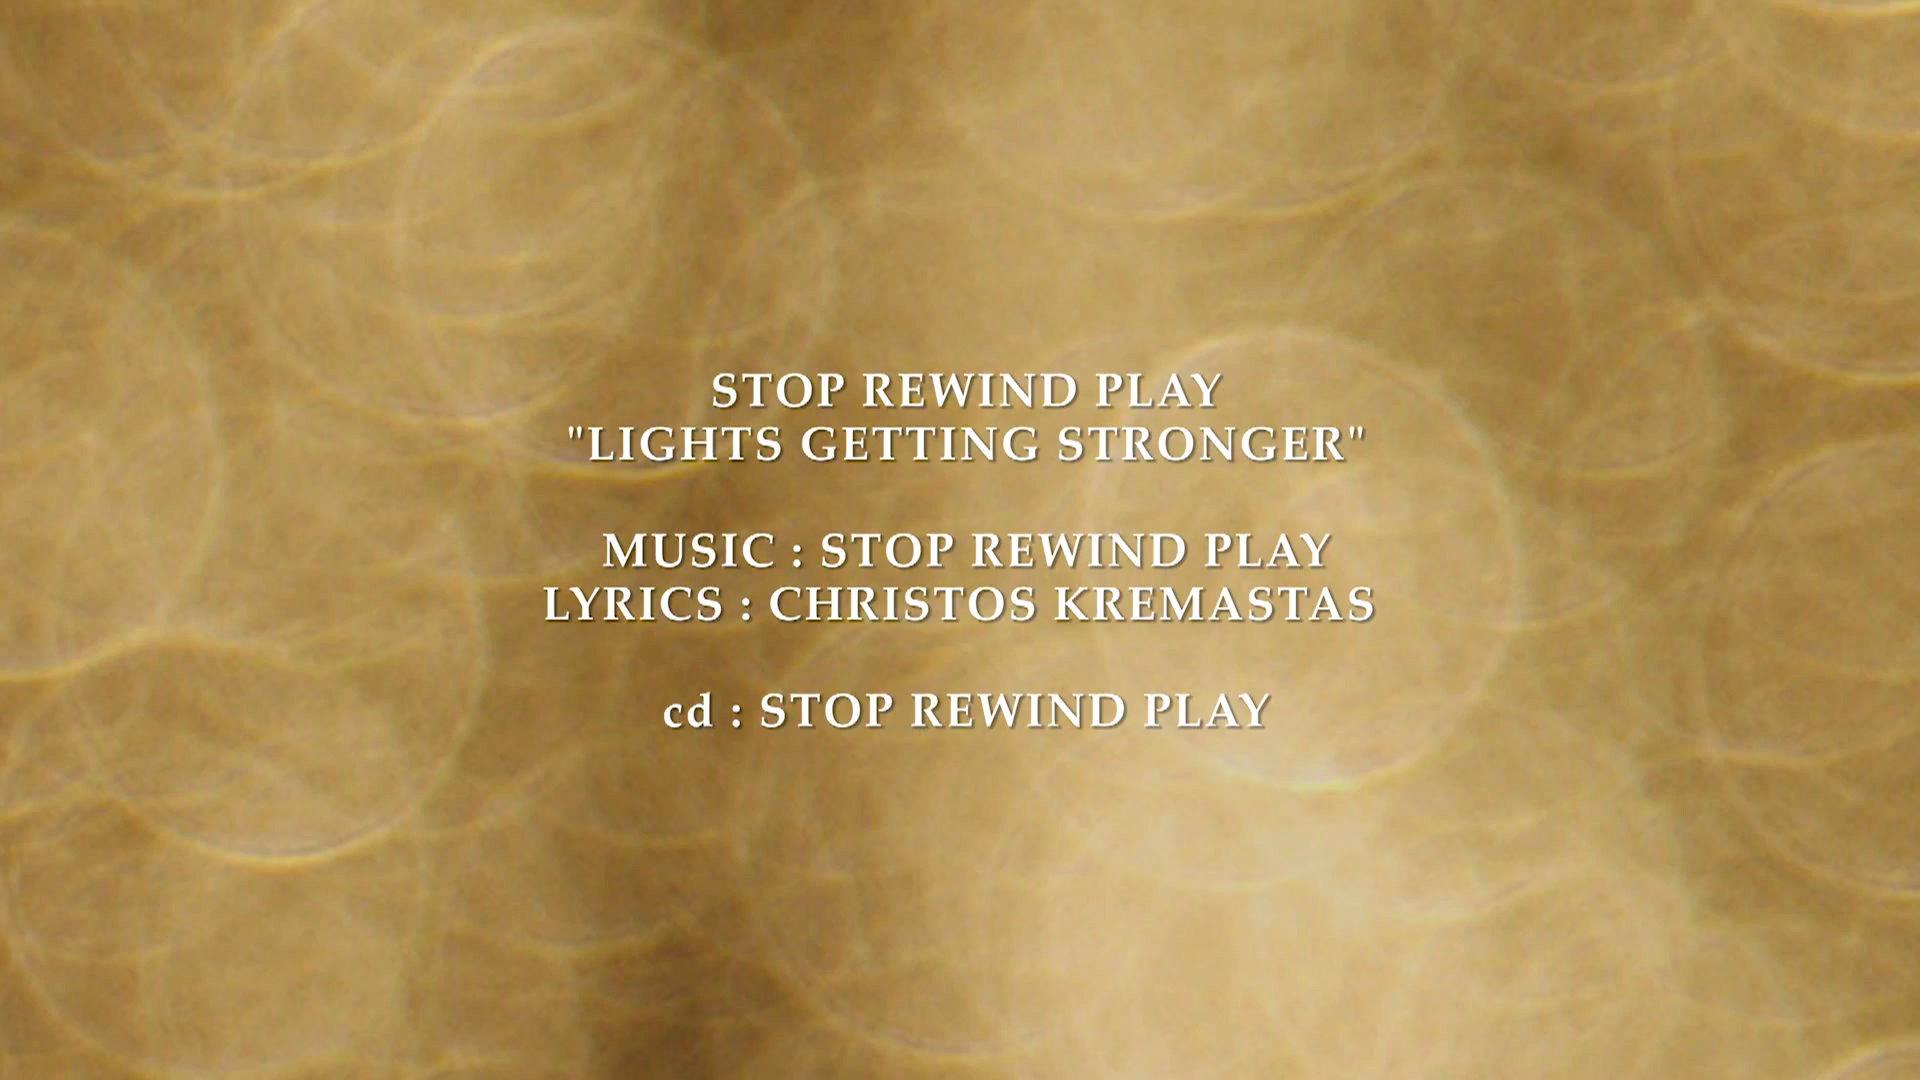 STOP REWIND PLAY
"LIGHTS GETTING STRONGER"
MUSIC : STOP REWIND PLAY
LYRICS : CHRISTOS KREMASTAS
cd : STOP REWIND PLAY